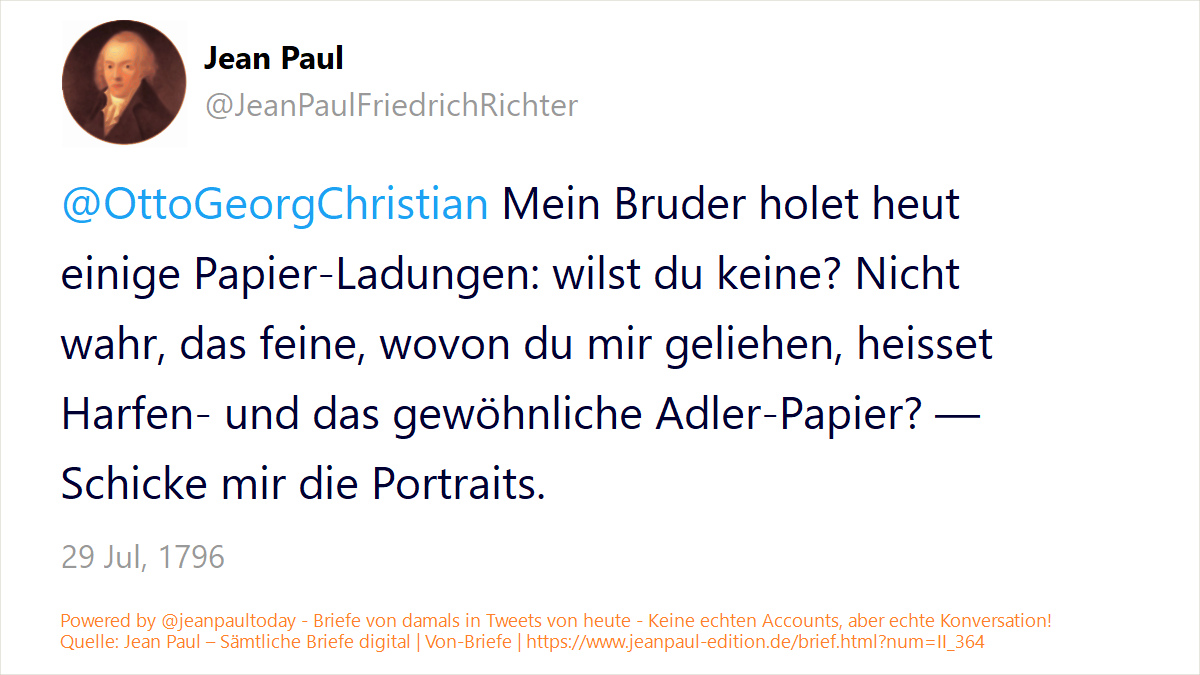 Jean Paul
@JeanPaulFriedrichRichter
@OttoGeorgChristian Mein Bruder holet heut
einige Papier-Ladungen: wilst du keine? Nicht
wahr, das feine, wovon du mir geliehen, heisset
Harfen- und das gewöhnliche Adler-Papier? —
Schicke mir die Portraits.
29 Jul, 1796
Powered by @jeanpaultoday - Briefe von damals in Tweets von heute - Keine echten Accounts, aber echte Konversation!
Quelle: Jean Paul – Sämtliche Briefe digital | Von-Briefe | https://www.jeanpaul-edition.de/brief.html?num=II_364